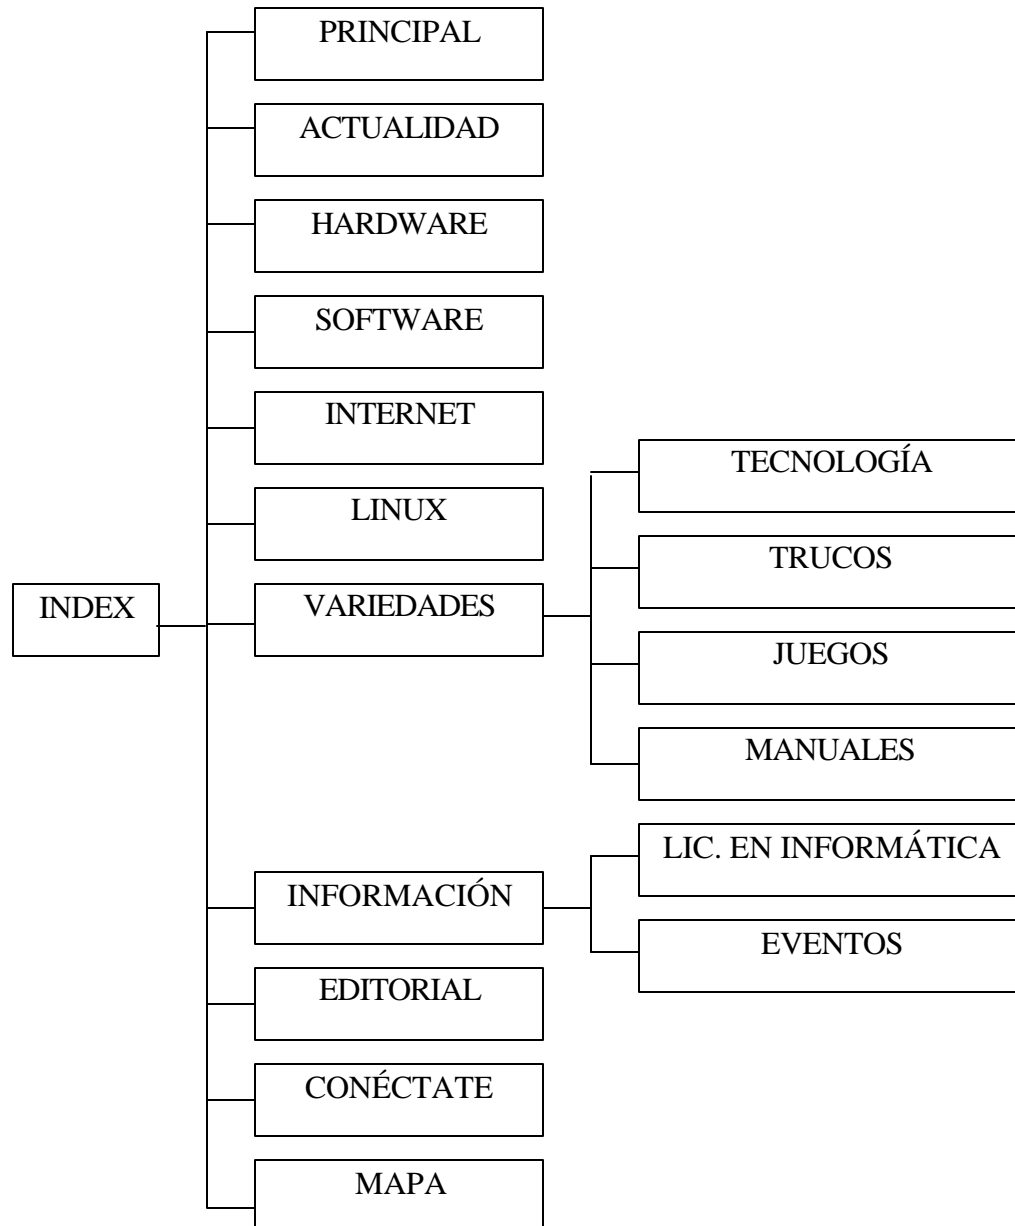 PRINCIPAL
ACTUALIDAD
HARDWARE
SOFTWARE
INTERNET
LINUX
INDEX
VARIEDADES
TECNOLOGÍA
TRUCOS
JUEGOS
MANUALES
INFORMACIÓN
LIC. EN INFORMÁTICA
EVENTOS
EDITORIAL
CONÉCTATE
MAPA